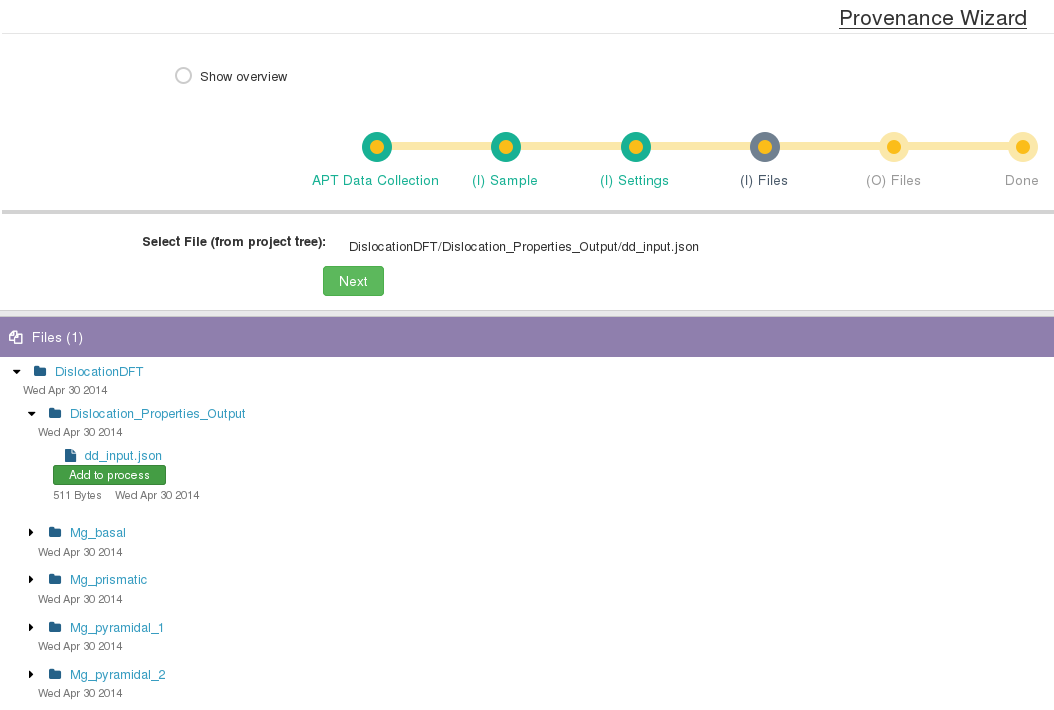 Provenance Wizard
Show overview
APT Data Collection (I) Sample (I) Settings (I) Files (O) Files Done
Select File (from project tree): DislocationDFT/Dislocation_Properties_Output/dd_input.json
Next
Files (1)
DislocationDFT
Wed Apr 30 2014
Dislocation_Properties_Output
Wed Apr 30 2014
dd_input.json
Add to process
511 Bytes Wed Apr 30 2014
Mg_basal
Wed Apr 30 2014
Mg_prismatic
Wed Apr 30 2014
Mg_pyramidal_1
Wed Apr 30 2014
Mg_pyramidal_2
Wed Apr 30 2014